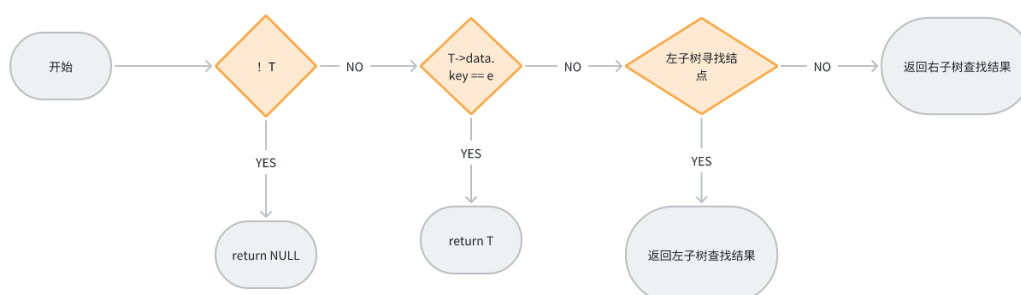 开始
！ T
NO
T->data.
key == e
NO
左子树寻找结
点
NO
返回右子树查找结果
YES
YES
YES
return NULL
return T
返回左子树查找结果